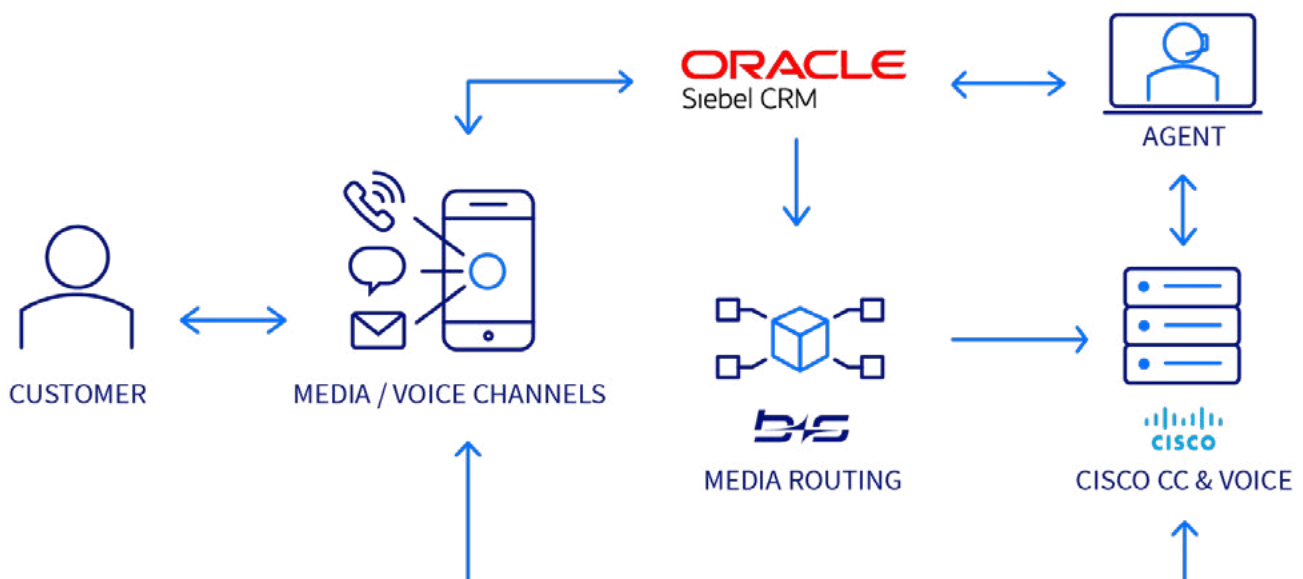 ORACLE
Siebel CRM
AGENT
CUSTOMER
MEDIA / VOICE CHANNELS
b+s
MEDIA ROUTING
CISCO
CISCO CC & VOICE